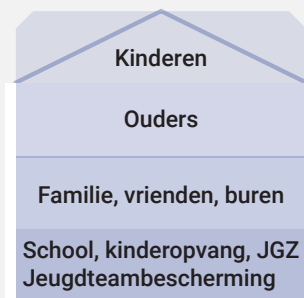 Kinderen
Ouders
Familie, vrienden, buren
School, kinderopvang, JGZ
Jeugdteambescherming